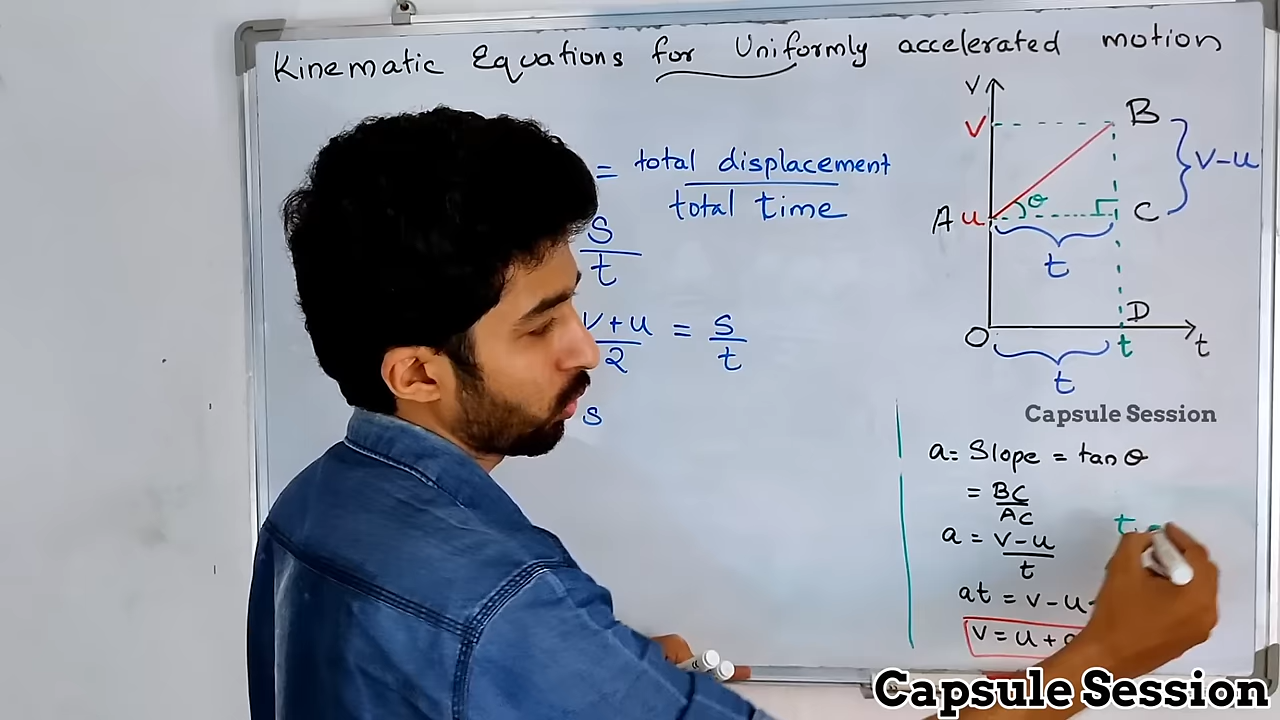 Kinematic Equations for Uniformly accelerated motion
= total displacement
total time
S
t
v+u = s
2 t
s
v
v B
v-u
A u θ C
t
D
O t t
t
Capsule Session
a = Slope = tan θ
= BC
AC
a = v-u
t
at = v-u
v = u +
t
Capsule Session